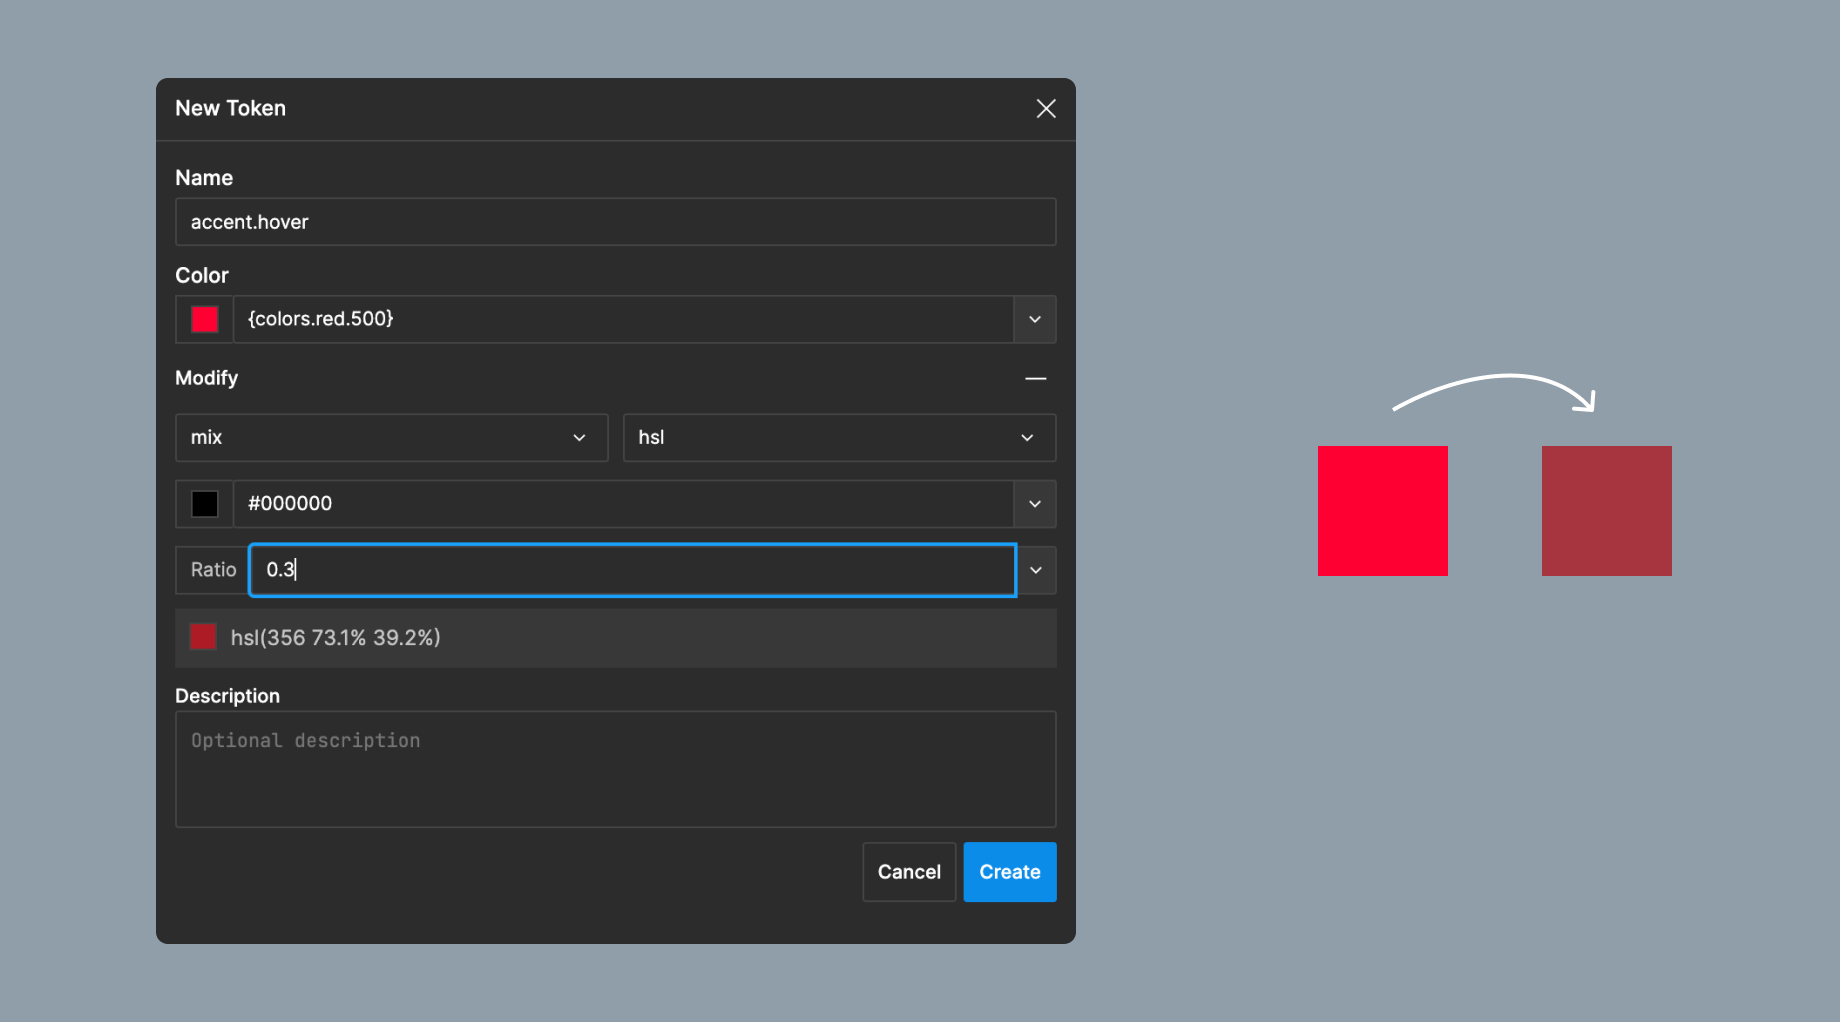 New Token
Name
accent.hover
Color
{colors.red.500}
Modify
mix
hsl
#000000
Ratio 0.3
hsl(356 73.1% 39.2%)
Description
Optional description
Cancel
Create